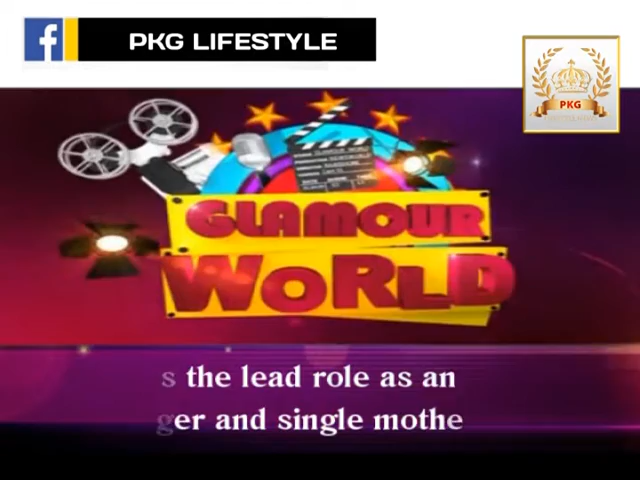 PKG LIFESTYLE
PKG
GLAMOUR
WORLD
s the lead role as an
ger and single mothe